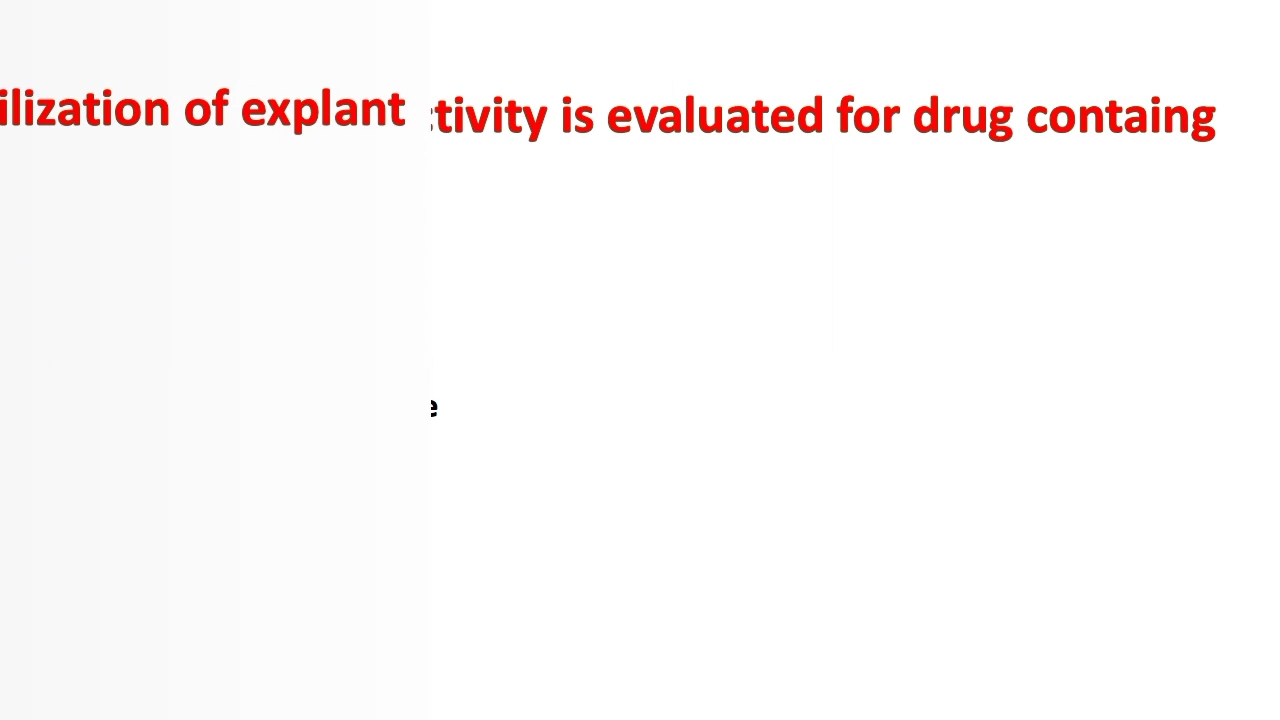 ilization of explant
tivity is evaluated for drug containg
e